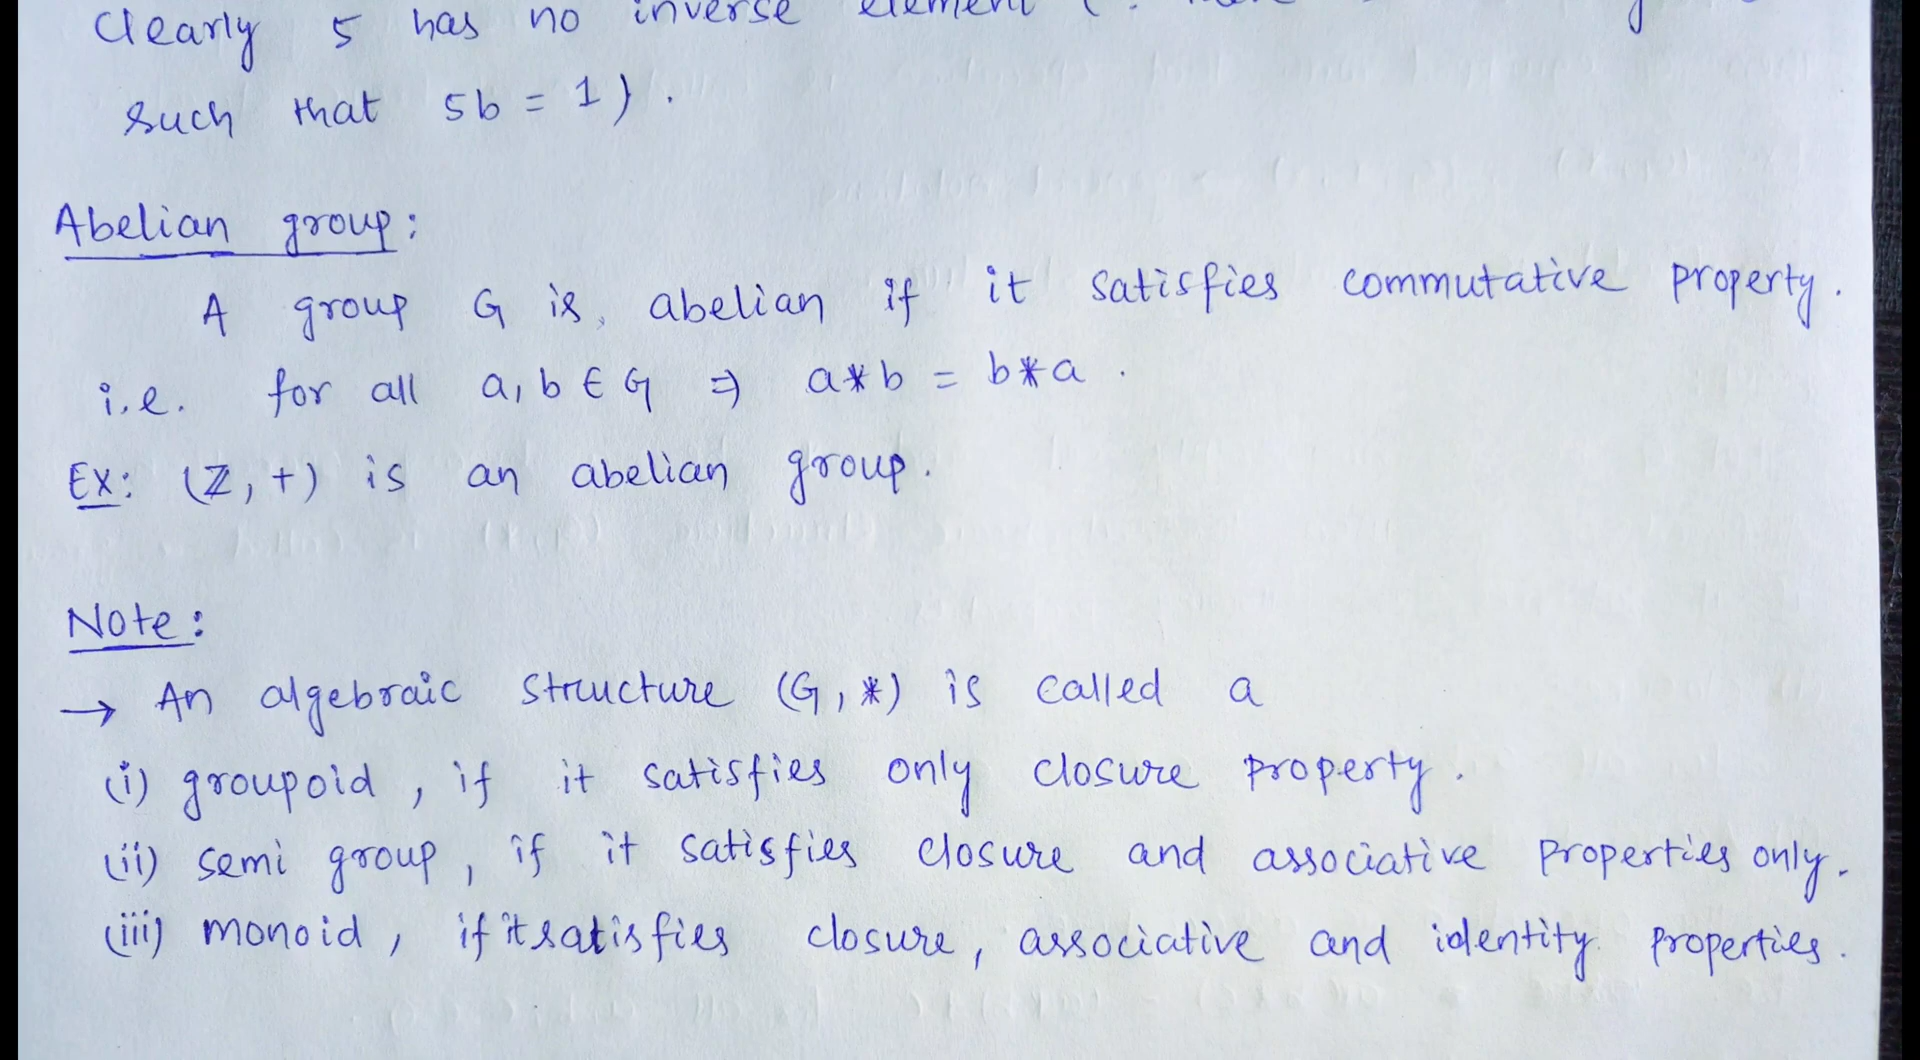 Clearly 5 has no inverse element
such that 5b = 1).
Abelian group:
A group G is abelian if it satisfies commutative property.
i.e. for all a, b ∈ G ⇒ a*b = b*a.
Ex: (ℤ, +) is an abelian group.
Note:
→ An algebraic structure (G, *) is called a
(i) groupoid, if it satisfies only closure property.
(ii) semi group, if it satisfies closure and associative properties only.
(iii) monoid, if it satisfies closure, associative and identity properties.